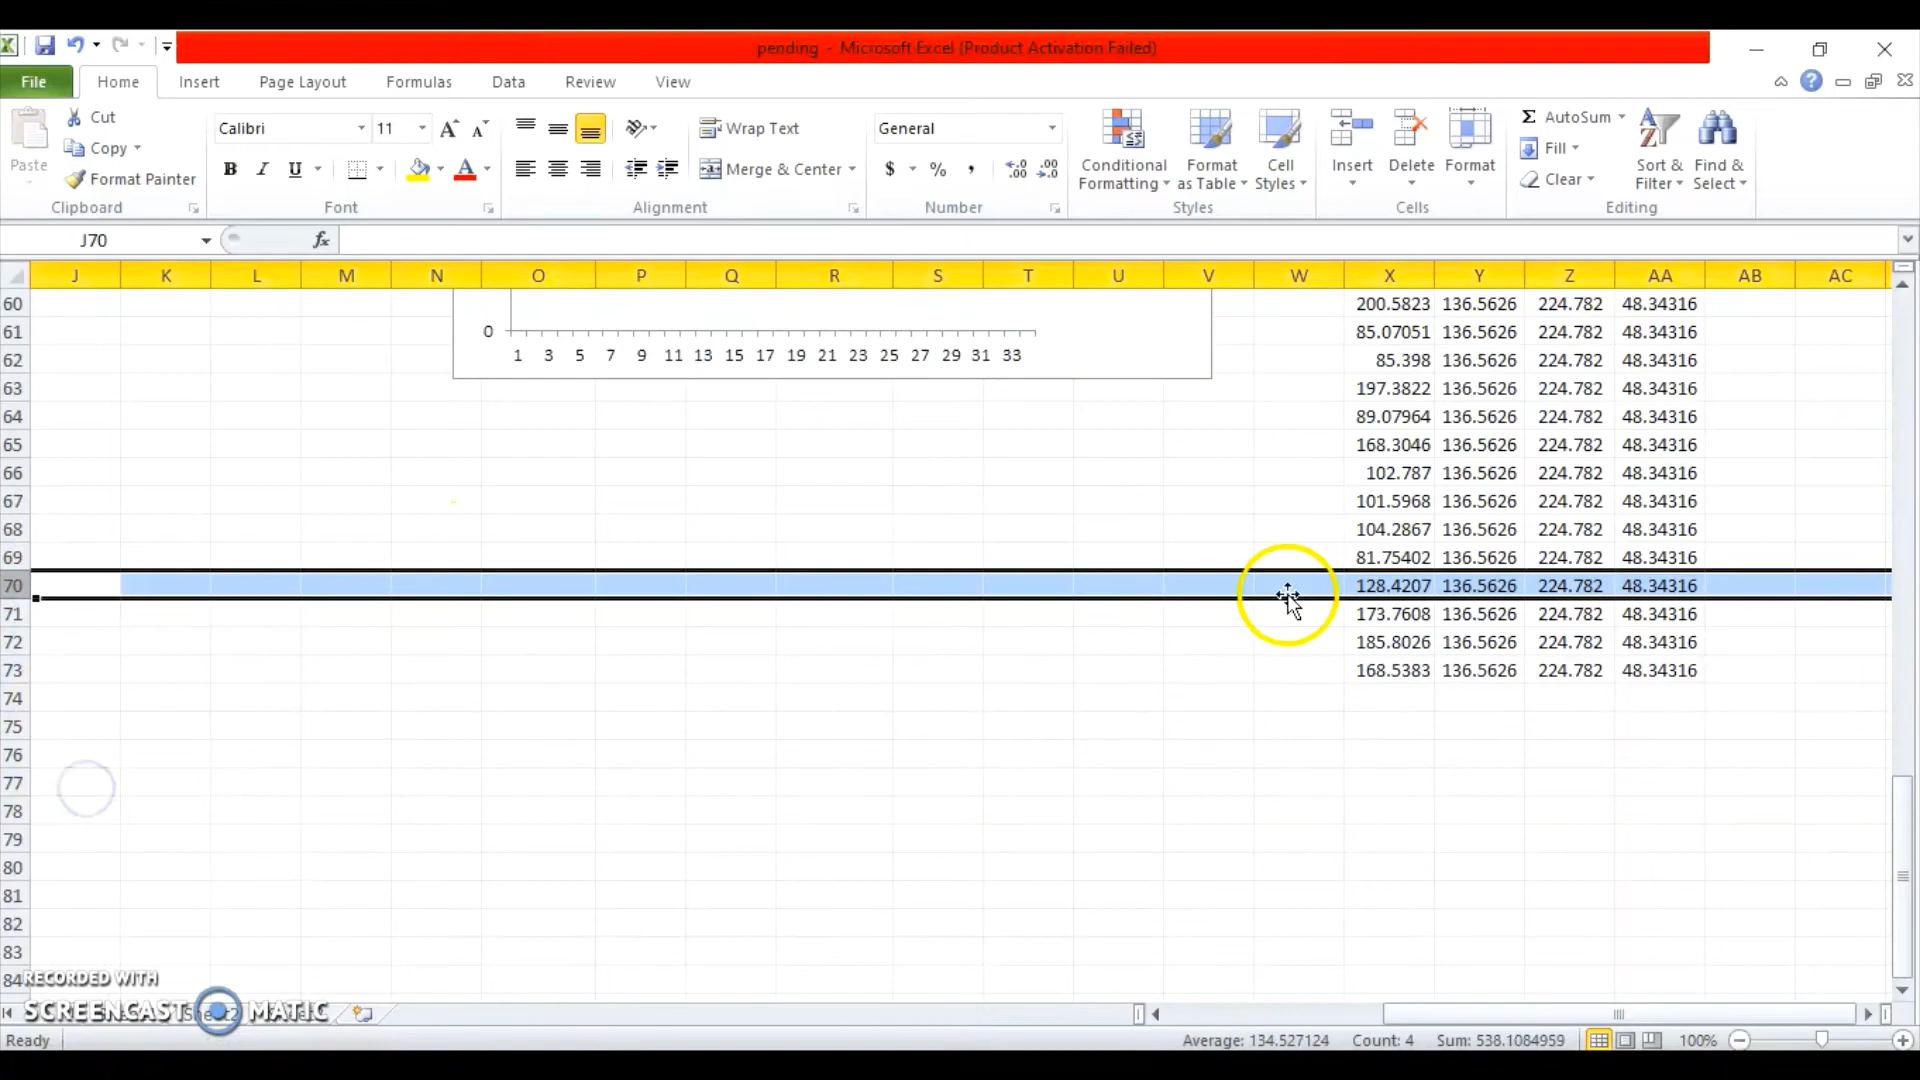 pending - Microsoft Excel (Product Activation Failed)
File Home Insert Page Layout Formulas Data Review View
Paste
Cut
Copy
Format Painter
Clipboard
Calibri 11
B I U
Font
Wrap Text
Merge & Center
Alignment
General
$ % ,
Number
Conditional Formatting
Format as Table
Cell Styles
Styles
Insert Delete Format
Cells
Σ AutoSum
Fill
Clear
Sort & Filter
Find & Select
Editing
J70 fx
J K L M N O P Q R S T U V W X Y Z AA AB AC
0
1 3 5 7 9 11 13 15 17 19 21 23 25 27 29 31 33
60 200.5823 136.5626 224.782 48.34316
61 85.07051 136.5626 224.782 48.34316
62 85.398 136.5626 224.782 48.34316
63 197.3822 136.5626 224.782 48.34316
64 89.07964 136.5626 224.782 48.34316
65 168.3046 136.5626 224.782 48.34316
66 102.787 136.5626 224.782 48.34316
67 101.5968 136.5626 224.782 48.34316
68 104.2867 136.5626 224.782 48.34316
69 81.75402 136.5626 224.782 48.34316
70 128.4207 136.5626 224.782 48.34316
71 173.7608 136.5626 224.782 48.34316
72 185.8026 136.5626 224.782 48.34316
73 168.5383 136.5626 224.782 48.34316
74
75
76
77
78
79
80
81
82
83
84
RECORDED WITH
SCREENCAST MATIC
Ready Average: 134.527124 Count: 4 Sum: 538.1084959 100%